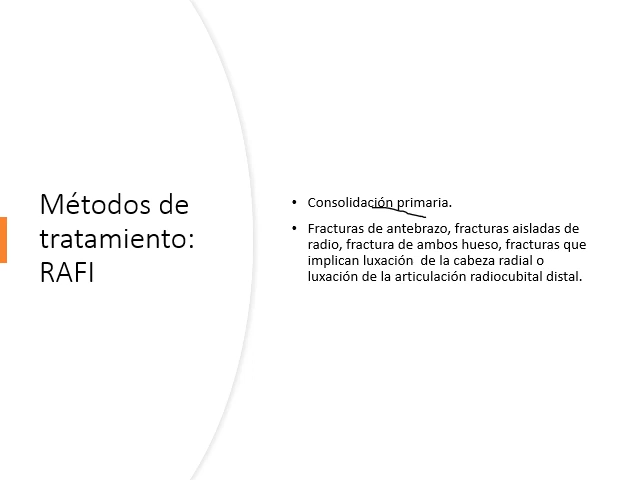 Métodos de
tratamiento:
RAFI
• Consolidación primaria.
• Fracturas de antebrazo, fracturas aisladas de
radio, fractura de ambos hueso, fracturas que
implican luxación  de la cabeza radial o
luxación de la articulación radiocubital distal.